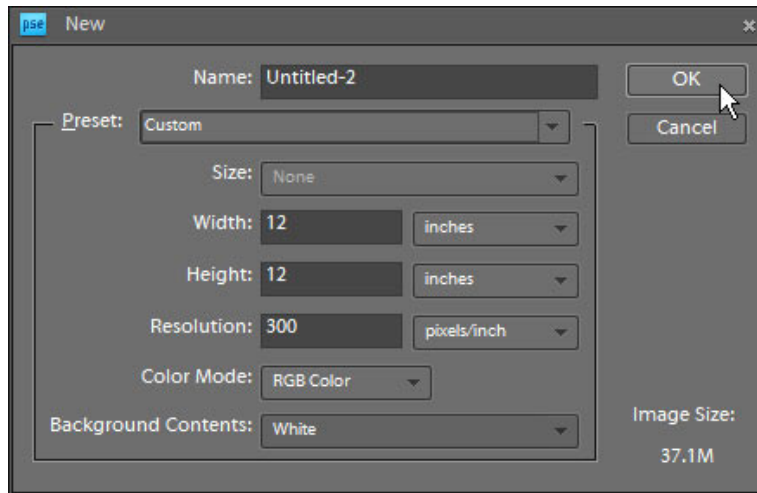 pse New x
Name: Untitled-2
OK
Preset: Custom
Cancel
Size: None
Width: 12 inches
Height: 12 inches
Resolution: 300 pixels/inch
Color Mode: RGB Color
Background Contents: White
Image Size:
37.1M